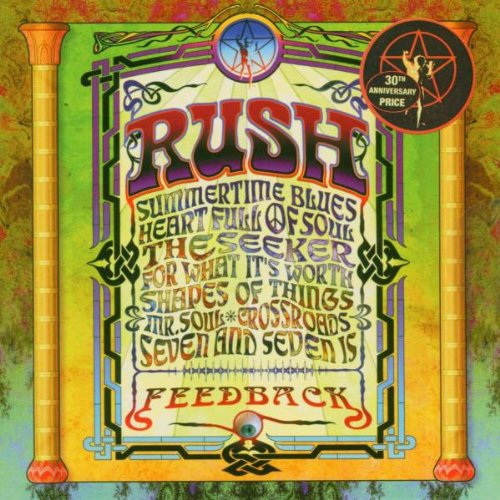 30TH
ANNIVERSARY
PRICE
RUSH
SUMMERTIME BLUES
HEART FULL OF SOUL
THE SEEKER
FOR WHAT IT'S WORTH
SHAPES OF THINGS
MR. SOUL * CROSSROADS
SEVEN AND SEVEN IS
FEEDBACK